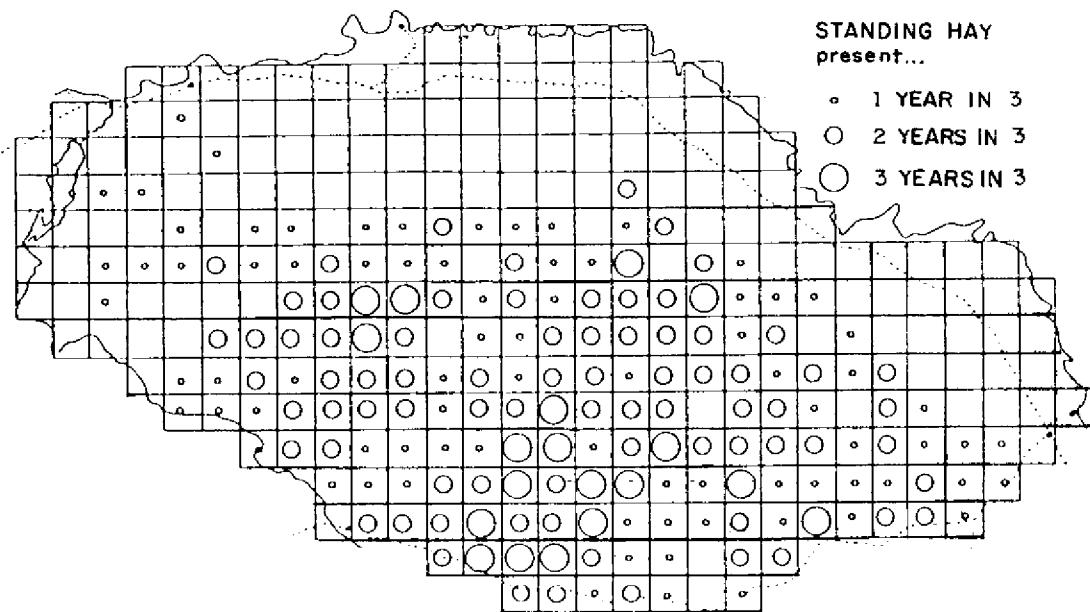 STANDING HAY
present...
1 YEAR IN 3
2 YEARS IN 3
3 YEARS IN 3